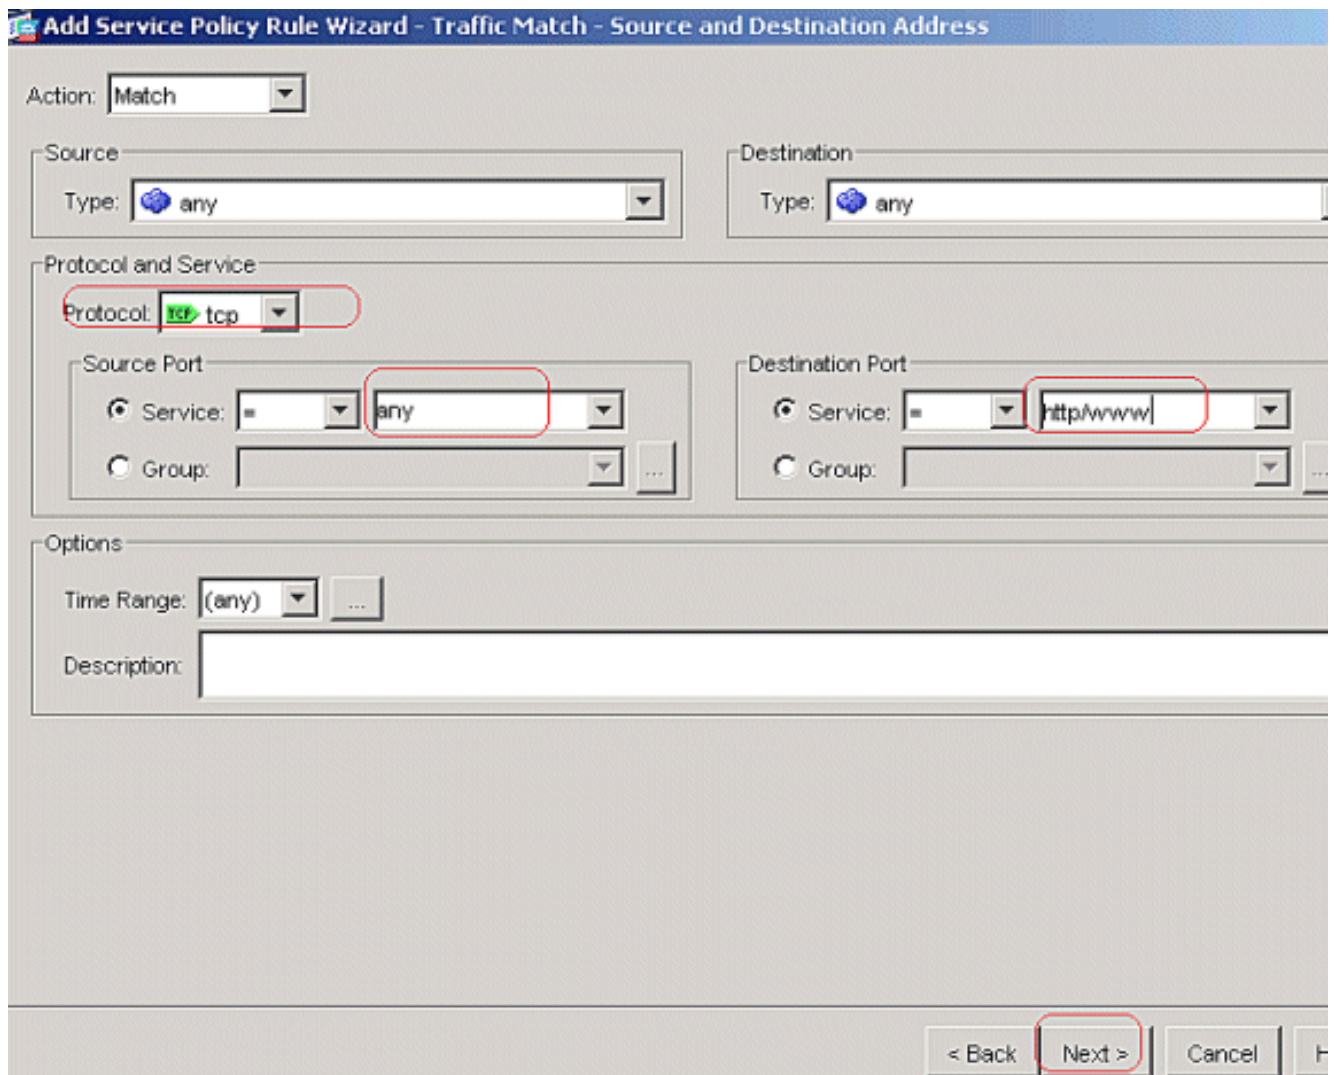 Add Service Policy Rule Wizard - Traffic Match - Source and Destination Address
Action: Match
Source
Type: any
Destination
Type: any
Protocol and Service
Protocol: TCP tcp
Source Port
Service: = any
Group: ...
Destination Port
Service: = http/www
Group: ...
Options
Time Range: (any) ...
Description:
< Back Next > Cancel H